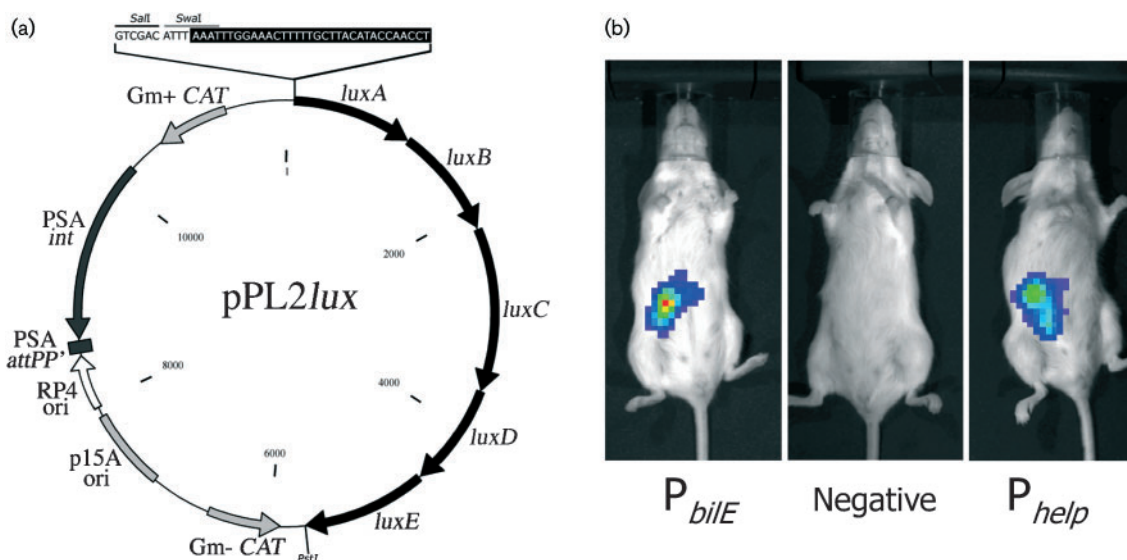 (a)
SalI SwaI
GTCGAC ATTT AAATTTGGAAACTTTTTGCTTACATACCAACCT
Gm+ CAT
luxA
luxB
luxC
luxD
luxE
PstI
Gm- CAT
p15A
ori
RP4
ori
PSA
attPP'
PSA
int
1
2000
4000
6000
8000
10000
pPL2lux
(b)
PbilE
Negative
Phelp